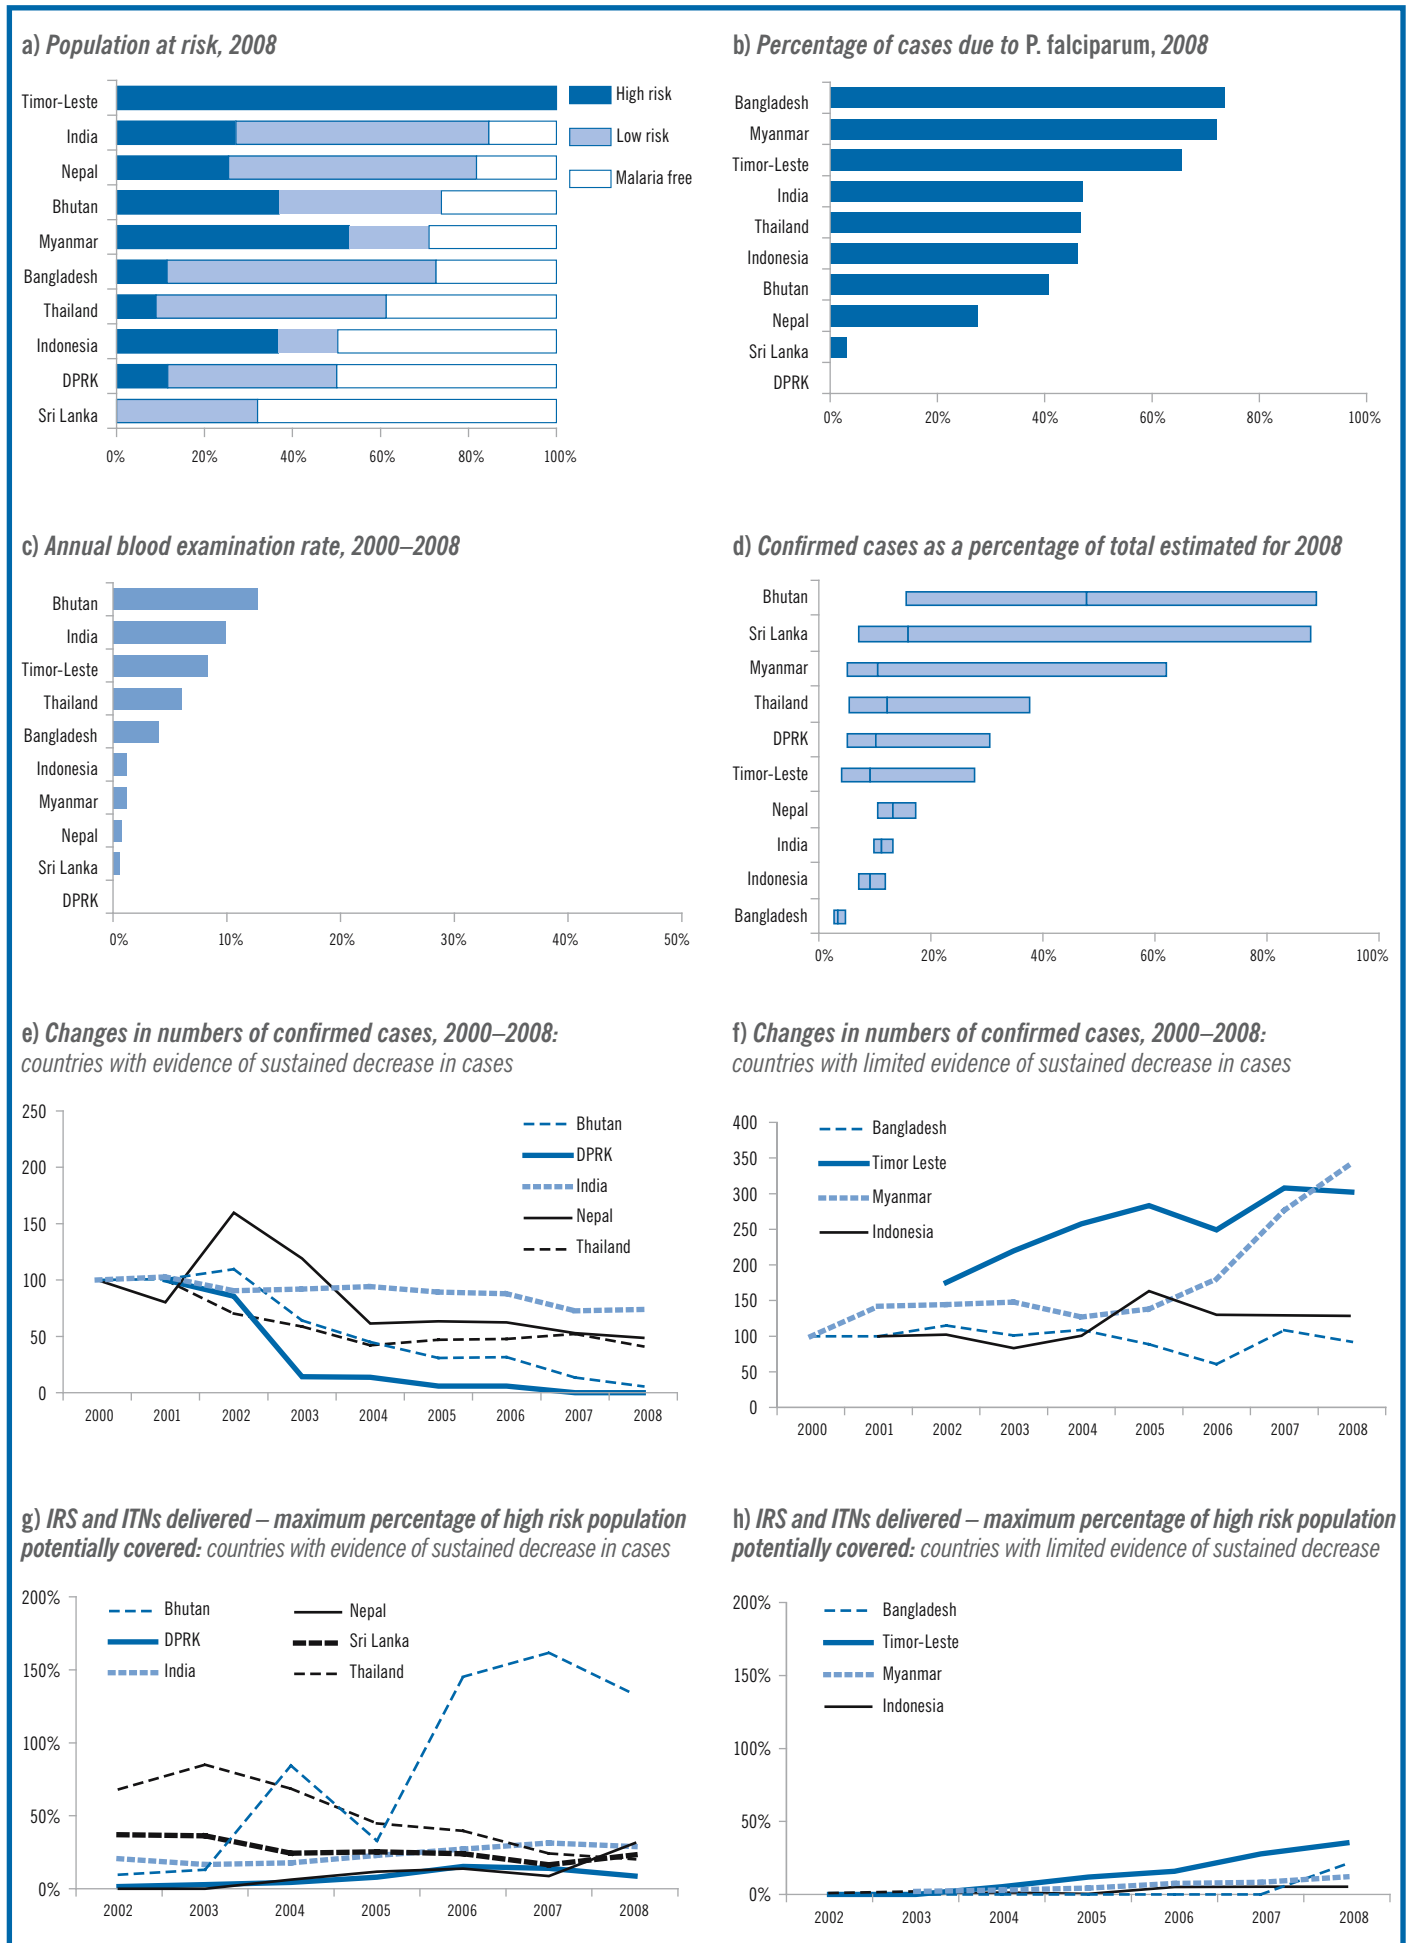 a) Population at risk, 2008
Timor-Leste
India
Nepal
Bhutan
Myanmar
Bangladesh
Thailand
Indonesia
DPRK
Sri Lanka
0% 20% 40% 60% 80% 100%
High risk
Low risk
Malaria free
b) Percentage of cases due to P. falciparum, 2008
Bangladesh
Myanmar
Timor-Leste
India
Thailand
Indonesia
Bhutan
Nepal
Sri Lanka
DPRK
0% 20% 40% 60% 80% 100%
c) Annual blood examination rate, 2000–2008
Bhutan
India
Timor-Leste
Thailand
Bangladesh
Indonesia
Myanmar
Nepal
Sri Lanka
DPRK
0% 10% 20% 30% 40% 50%
d) Confirmed cases as a percentage of total estimated for 2008
Bhutan
Sri Lanka
Myanmar
Thailand
DPRK
Timor-Leste
Nepal
India
Indonesia
Bangladesh
0% 20% 40% 60% 80% 100%
e) Changes in numbers of confirmed cases, 2000–2008:
countries with evidence of sustained decrease in cases
250
200
150
100
50
0
2000 2001 2002 2003 2004 2005 2006 2007 2008
Bhutan
DPRK
India
Nepal
Thailand
f) Changes in numbers of confirmed cases, 2000–2008:
countries with limited evidence of sustained decrease in cases
400
350
300
250
200
150
100
50
0
2000 2001 2002 2003 2004 2005 2006 2007 2008
Bangladesh
Timor Leste
Myanmar
Indonesia
g) IRS and ITNs delivered – maximum percentage of high risk population
potentially covered: countries with evidence of sustained decrease in cases
200%
150%
100%
50%
0%
2002 2003 2004 2005 2006 2007 2008
Bhutan
DPRK
India
Nepal
Sri Lanka
Thailand
h) IRS and ITNs delivered – maximum percentage of high risk population
potentially covered: countries with limited evidence of sustained decrease
200%
150%
100%
50%
0%
2002 2003 2004 2005 2006 2007 2008
Bangladesh
Timor-Leste
Myanmar
Indonesia